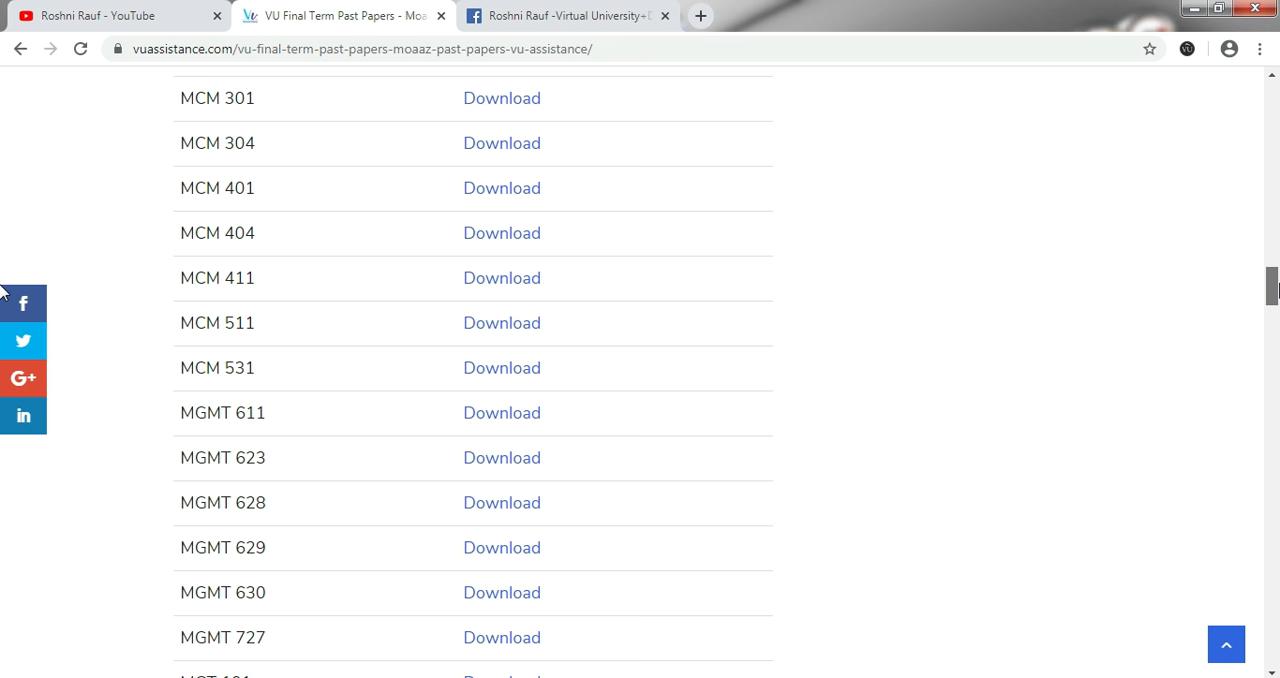 Roshni Rauf - YouTube
VU Final Term Past Papers - Moa
Roshni Rauf -Virtual University+
vuassistance.com/vu-final-term-past-papers-moaaz-past-papers-vu-assistance/
MCM 301 Download
MCM 304 Download
MCM 401 Download
MCM 404 Download
MCM 411 Download
MCM 511 Download
MCM 531 Download
MGMT 611 Download
MGMT 623 Download
MGMT 628 Download
MGMT 629 Download
MGMT 630 Download
MGMT 727 Download
f
G+
in